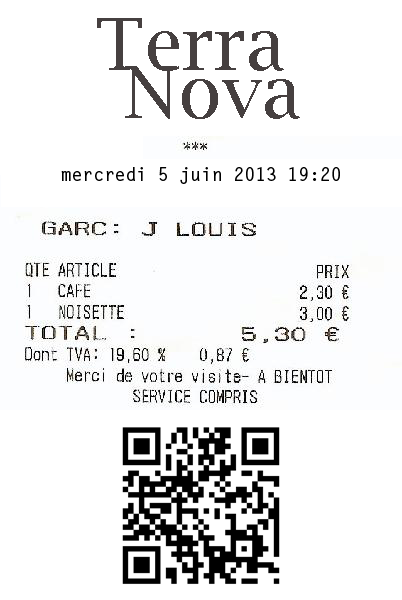 Terra
Nova
***
mercredi 5 juin 2013 19:20
GARC: J LOUIS
QTE ARTICLE PRIX
1 CAFE 2,30 €
1 NOISETTE 3,00 €
TOTAL : 5,30 €
Dont TVA: 19,60 % 0,87 €
Merci de votre visite- A BIENTOT
SERVICE COMPRIS